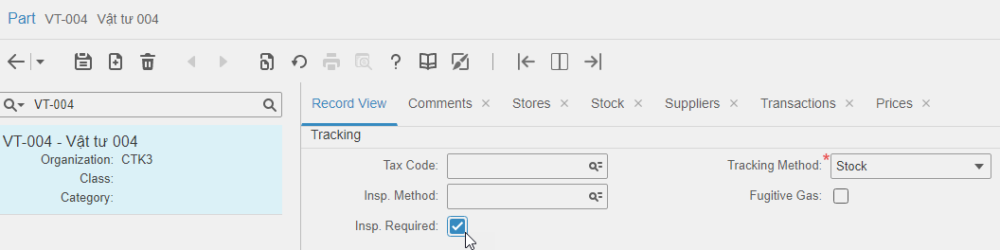 Part VT-004 Vật tư 004
VT-004
VT-004 - Vật tư 004
Organization: CTK3
Class:
Category:
Record View Comments Stores Stock Suppliers Transactions Prices
Tracking
Tax Code: Tracking Method: * Stock
Insp. Method: Fugitive Gas:
Insp. Required: